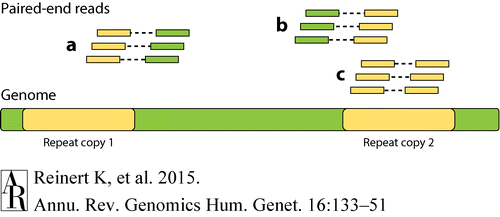 Paired-end reads
a
b
c
Genome
Repeat copy 1
Repeat copy 2
AR
Reinert K, et al. 2015.
Annu. Rev. Genomics Hum. Genet. 16:133–51